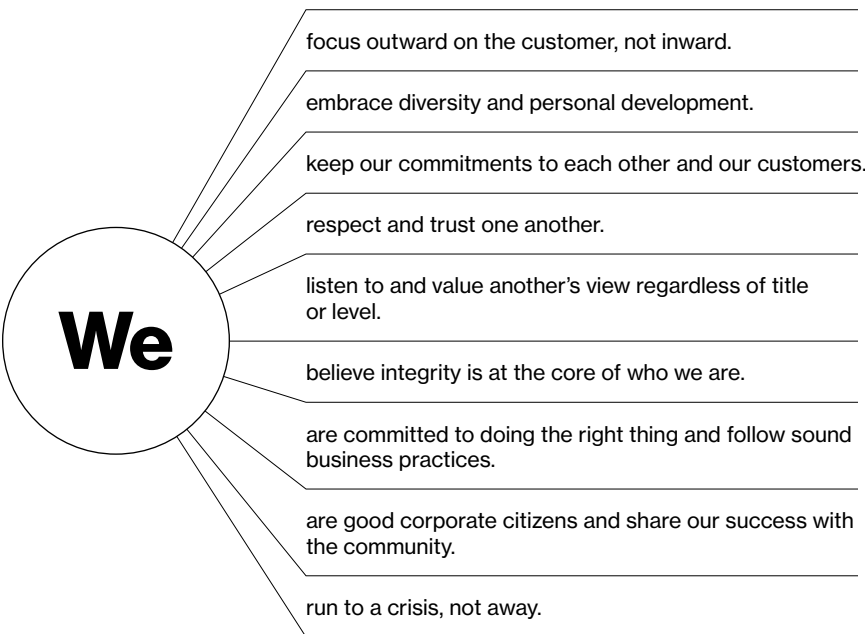 We
focus outward on the customer, not inward.
embrace diversity and personal development.
keep our commitments to each other and our customers.
respect and trust one another.
listen to and value another’s view regardless of title
or level.
believe integrity is at the core of who we are.
are committed to doing the right thing and follow sound
business practices.
are good corporate citizens and share our success with
the community.
run to a crisis, not away.